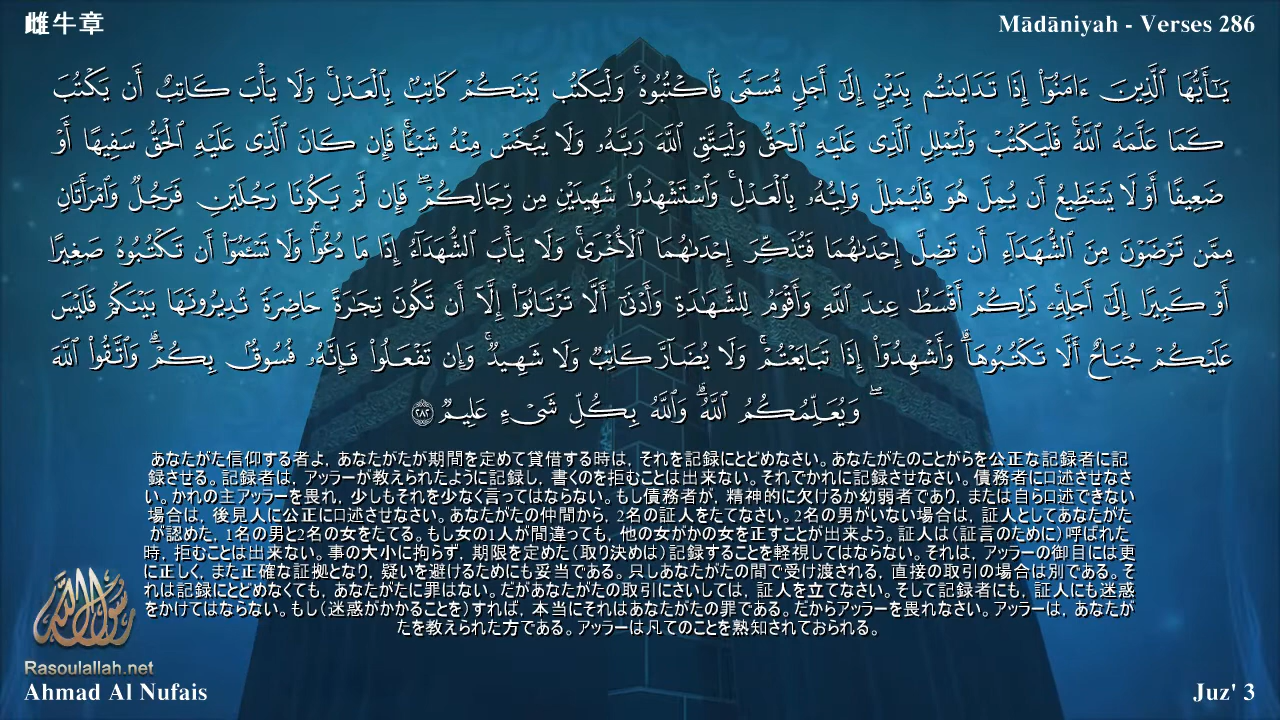 雌牛章
Mādāniyah - Verses 286
يَـٰٓأَيُّهَا ٱلَّذِينَ ءَامَنُوٓا۟ إِذَا تَدَايَنتُم بِدَيْنٍ إِلَىٰٓ أَجَلٍ مُّسَمًّى فَٱكْتُبُوهُ ۚ وَلْيَكْتُب بَّيْنَكُمْ كَاتِبٌۢ بِٱلْعَدْلِ ۚ وَلَا يَأْبَ كَاتِبٌ أَن يَكْتُبَ
كَمَا عَلَّمَهُ ٱللَّهُ ۚ فَلْيَكْتُبْ وَلْيُمْلِلِ ٱلَّذِى عَلَيْهِ ٱلْحَقُّ وَلْيَتَّقِ ٱللَّهَ رَبَّهُۥ وَلَا يَبْخَسْ مِنْهُ شَيْـًٔا ۚ فَإِن كَانَ ٱلَّذِى عَلَيْهِ ٱلْحَقُّ سَفِيهًا أَوْ
ضَعِيفًا أَوْ لَا يَسْتَطِيعُ أَن يُمِلَّ هُوَ فَلْيُمْلِلْ وَلِيُّهُۥ بِٱلْعَدْلِ ۚ وَٱسْتَشْهِدُوا۟ شَهِيدَيْنِ مِن رِّجَالِكُمْ ۖ فَإِن لَّمْ يَكُونَا رَجُلَيْنِ فَرَجُلٌ وَٱمْرَأَتَانِ
مِمَّن تَرْضَوْنَ مِنَ ٱلشُّهَدَآءِ أَن تَضِلَّ إِحْدَىٰهُمَا فَتُذَكِّرَ إِحْدَىٰهُمَا ٱلْأُخْرَىٰ ۚ وَلَا يَأْبَ ٱلشُّهَدَآءُ إِذَا مَا دُعُوا۟ ۚ وَلَا تَسْـَٔمُوٓا۟ أَن تَكْتُبُوهُ صَغِيرًا
أَوْ كَبِيرًا إِلَىٰٓ أَجَلِهِۦ ۚ ذَٰلِكُمْ أَقْسَطُ عِندَ ٱللَّهِ وَأَقْوَمُ لِلشَّهَـٰدَةِ وَأَدْنَىٰٓ أَلَّا تَرْتَابُوٓا۟ ۖ إِلَّآ أَن تَكُونَ تِجَـٰرَةً حَاضِرَةً تُدِيرُونَهَا بَيْنَكُمْ فَلَيْسَ
عَلَيْكُمْ جُنَاحٌ أَلَّا تَكْتُبُوهَا ۗ وَأَشْهِدُوٓا۟ إِذَا تَبَايَعْتُمْ ۚ وَلَا يُضَآرَّ كَاتِبٌ وَلَا شَهِيدٌ ۚ وَإِن تَفْعَلُوا۟ فَإِنَّهُۥ فُسُوقٌۢ بِكُمْ ۗ وَٱتَّقُوا۟ ٱللَّهَ
ۖ وَيُعَلِّمُكُمُ ٱللَّهُ ۗ وَٱللَّهُ بِكُلِّ شَىْءٍ عَلِيمٌ ﴿٢٨٢﴾
あなたがた信仰する者よ, あなたがたが期間を定めて貸借する時は, それを記録にとどめなさい。あなたがたのことがらを公正な記録者に記
録させる。記録者は, アッラーが教えられたように記録し, 書くのを拒むことは出来ない。それでかれに記録させなさい。債務者に口述させなさ
い。かれの主アッラーを畏れ, 少しもそれを少なく言ってはならない。もし債務者が, 精神的に欠けるか幼弱者であり, または自ら口述できない
場合は, 後見人に公正に口述させなさい。あなたがたの仲間から, 2名の証人をたてなさい。2名の男がいない場合は, 証人としてあなたがた
が認めた, 1名の男と2名の女をたてる。もし女の1人が間違っても, 他の女がかの女を正すことが出来よう。証人は(証言のために)呼ばれた
時, 拒むことは出来ない。事の大小に拘らず, 期限を定めた(取り決めは)記録することを軽視してはならない。それは, アッラーの御目には更
に正しく, また正確な証拠となり, 疑いを避けるためにも妥当である。只しあなたがたの間で受け渡される, 直接の取引の場合は別である。そ
れは記録にとどめなくても, あなたがたに罪はない。だがあなたがたの取引にさいしては, 証人を立てなさい。そして記録者にも, 証人にも迷惑
をかけてはならない。もし(迷惑がかかることを)すれば, 本当にそれはあなたがたの罪である。だからアッラーを畏れなさい。アッラーは, あなたが
たを教えられた方である。アッラーは凡てのことを熟知されておられる。
رسول الله
Rasoulallah.net
Ahmad Al Nufais
Juz' 3